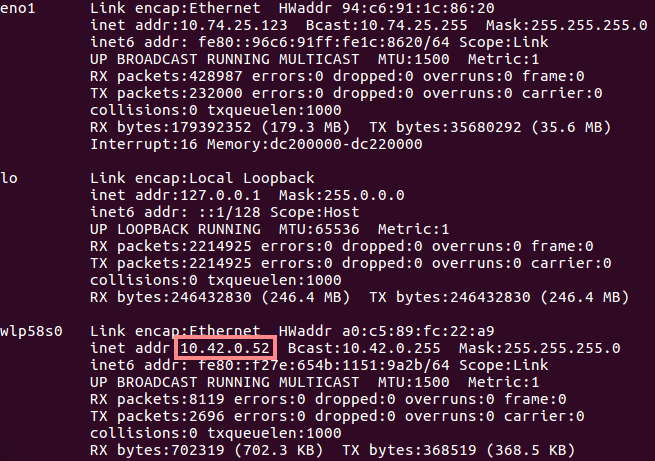 eno1      Link encap:Ethernet  HWaddr 94:c6:91:1c:86:20
          inet addr:10.74.25.123  Bcast:10.74.25.255  Mask:255.255.255.0
          inet6 addr: fe80::96c6:91ff:fe1c:8620/64 Scope:Link
          UP BROADCAST RUNNING MULTICAST  MTU:1500  Metric:1
          RX packets:428987 errors:0 dropped:0 overruns:0 frame:0
          TX packets:232000 errors:0 dropped:0 overruns:0 carrier:0
          collisions:0 txqueuelen:1000
          RX bytes:179392352 (179.3 MB)  TX bytes:35680292 (35.6 MB)
          Interrupt:16 Memory:dc200000-dc220000
lo        Link encap:Local Loopback
          inet addr:127.0.0.1  Mask:255.0.0.0
          inet6 addr: ::1/128 Scope:Host
          UP LOOPBACK RUNNING  MTU:65536  Metric:1
          RX packets:2214925 errors:0 dropped:0 overruns:0 frame:0
          TX packets:2214925 errors:0 dropped:0 overruns:0 carrier:0
          collisions:0 txqueuelen:1000
          RX bytes:246432830 (246.4 MB)  TX bytes:246432830 (246.4 MB)
wlp58s0   Link encap:Ethernet  HWaddr a0:c5:89:fc:22:a9
          inet addr 10.42.0.52  Bcast:10.42.0.255  Mask:255.255.255.0
          inet6 addr: fe80::f27e:654b:1151:9a2b/64 Scope:Link
          UP BROADCAST RUNNING MULTICAST  MTU:1500  Metric:1
          RX packets:8119 errors:0 dropped:0 overruns:0 frame:0
          TX packets:2696 errors:0 dropped:0 overruns:0 carrier:0
          collisions:0 txqueuelen:1000
          RX bytes:702319 (702.3 KB)  TX bytes:368519 (368.5 KB)